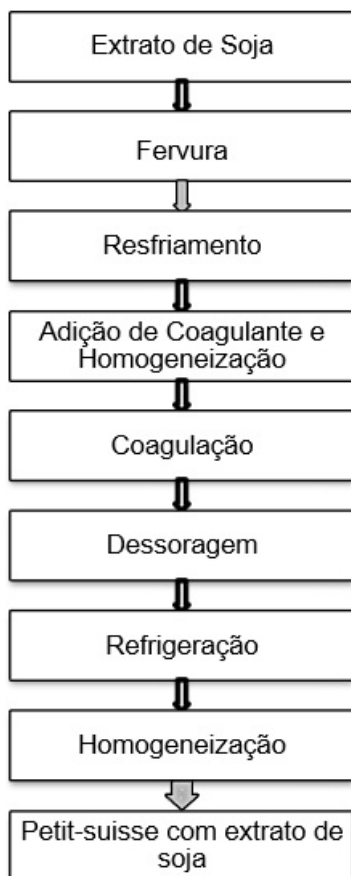 Extrato de Soja
Fervura
Resfriamento
Adição de Coagulante e
Homogeneização
Coagulação
Dessoragem
Refrigeração
Homogeneização
Petit-suisse com extrato de
soja